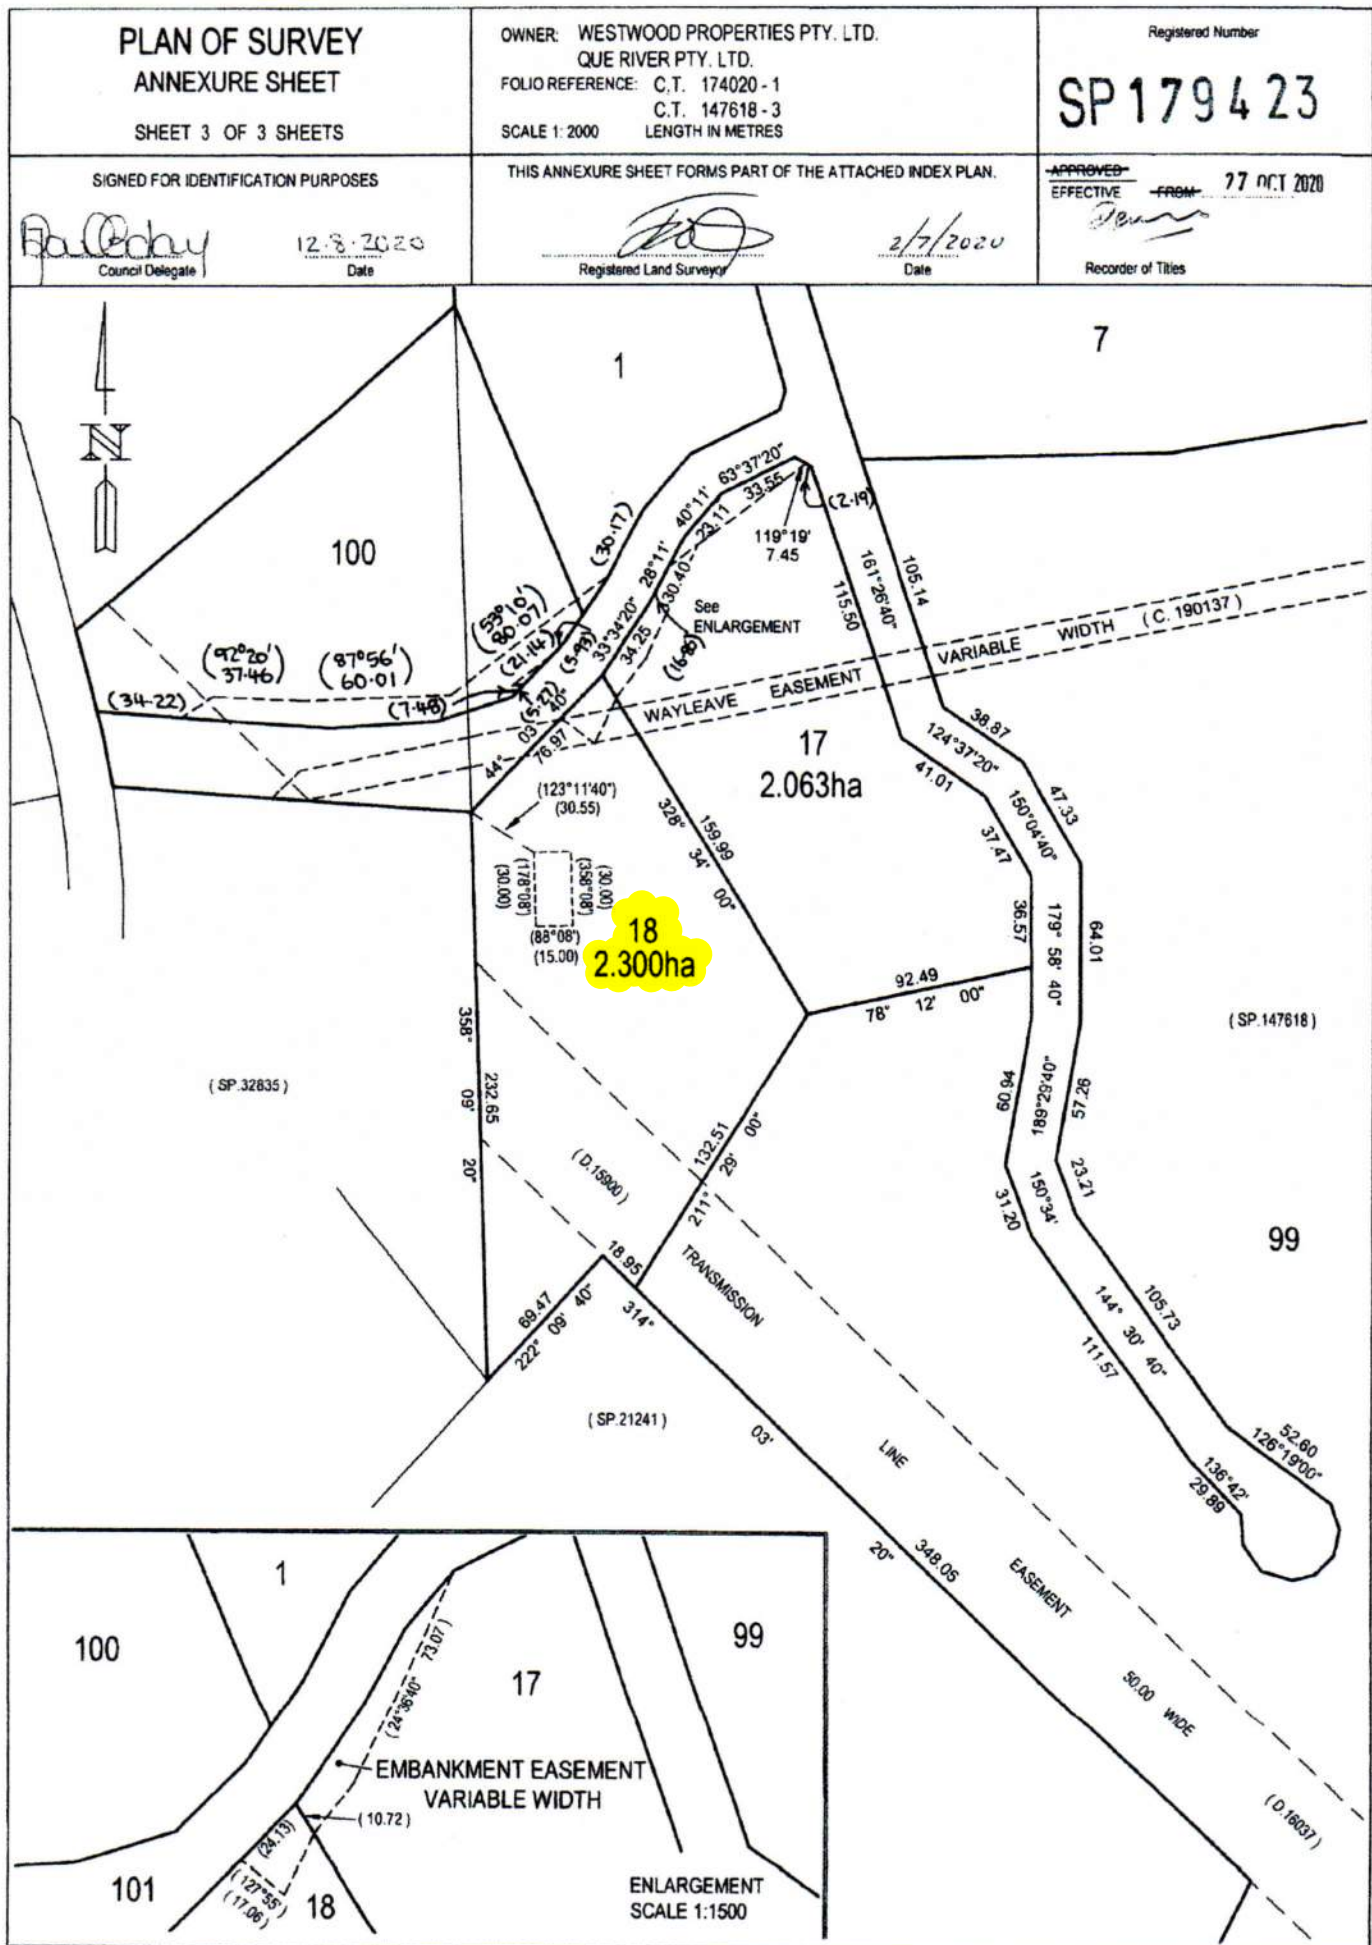 PLAN OF SURVEY
ANNEXURE SHEET
SHEET 3 OF 3 SHEETS
OWNER: WESTWOOD PROPERTIES PTY. LTD.
QUE RIVER PTY. LTD.
FOLIO REFERENCE: C.T. 174020 - 1
C.T. 147618 - 3
SCALE 1: 2000 LENGTH IN METRES
Registered Number
SP179423
SIGNED FOR IDENTIFICATION PURPOSES
12.8.2020
Council Delegate Date
THIS ANNEXURE SHEET FORMS PART OF THE ATTACHED INDEX PLAN.
2/7/2020
Registered Land Surveyor Date
APPROVED
EFFECTIVE FROM 27 OCT 2020
Recorder of Titles
N
1
7
100
63°37'20"
33.55
40°11'
23.11
(2.19)
119°19'
7.45
(30.17)
28°11'
30.40
161°26'40"
105.14
115.50
See
ENLARGEMENT
(53°10'
80.07)
(21.14)
(5.93)
33°34'20"
34.25
(16.8)
(92°20'
37.46)
(87°56'
60.01)
(34.22)
(7.48)
(5.27)
WAYLEAVE EASEMENT VARIABLE WIDTH (C. 190137)
44° 03' 40"
76.97
17
2.063ha
38.87
124°37'20"
41.01
(123°11'40")
(30.55)
47.33
150°04'40"
37.47
159.99
328° 34' 00"
(30.00)
(178°08')
(358°08')
(30.00)
(88°08')
(15.00)
18
2.300ha
36.57
179° 58' 40"
64.01
92.49
78° 12' 00"
(SP.147618)
358° 09' 20"
232.65
(SP.32835)
60.94
189°29'40"
57.26
132.51
211° 29' 00"
(D.15900)
23.21
150°34'
31.20
99
18.95
TRANSMISSION
69.47
222° 09' 40"
314° 03' 20"
105.73
144° 30' 40"
111.57
(SP.21241)
LINE
52.60
126°19'00"
136°42'
29.89
348.05
EASEMENT
50.00 WIDE
(D.16037)
1
100
99
17
(24°36'40" 73.07)
EMBANKMENT EASEMENT
VARIABLE WIDTH
(10.72)
(24.13)
(127°55')
(17.06)
101
18
ENLARGEMENT
SCALE 1:1500